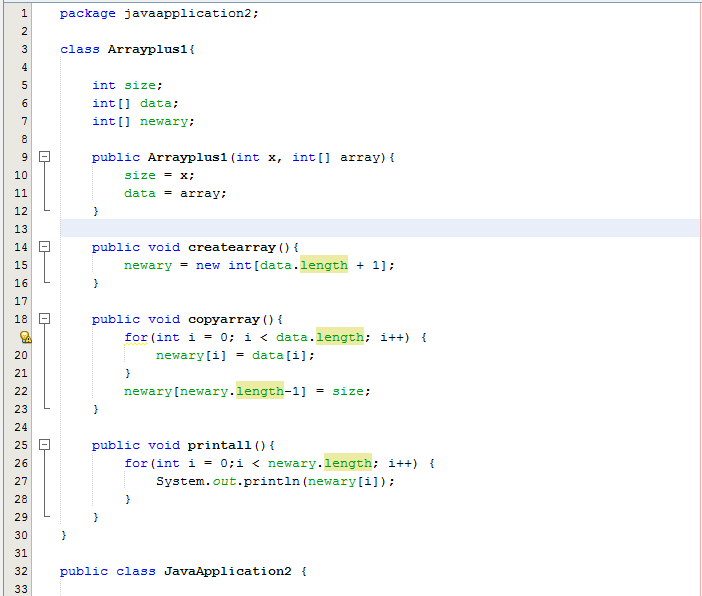 1 package javaapplication2;
2
3 class Arrayplus1{
4
5 int size;
6 int[] data;
7 int[] newary;
8
9 public Arrayplus1(int x, int[] array){
10 size = x;
11 data = array;
12 }
13
14 public void createarray(){
15 newary = new int[data.length + 1];
16 }
17
18 public void copyarray(){
for(int i = 0; i < data.length; i++) {
20 newary[i] = data[i];
21 }
22 newary[newary.length-1] = size;
23 }
24
25 public void printall(){
26 for(int i = 0;i < newary.length; i++) {
27 System.out.println(newary[i]);
28 }
29 }
30 }
31
32 public class JavaApplication2 {
33